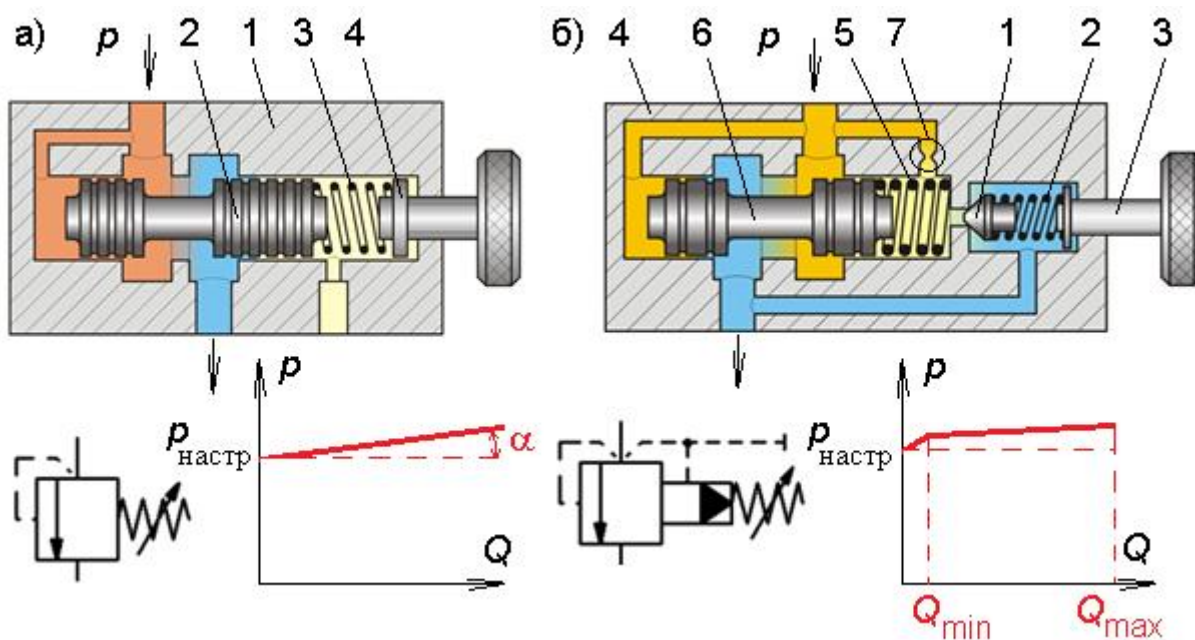 а) p 2 1 3 4
б) 4 6 p 5 7 1 2 3
p
pнастр
α
Q
p
pнастр
Q
Qmin Qmax